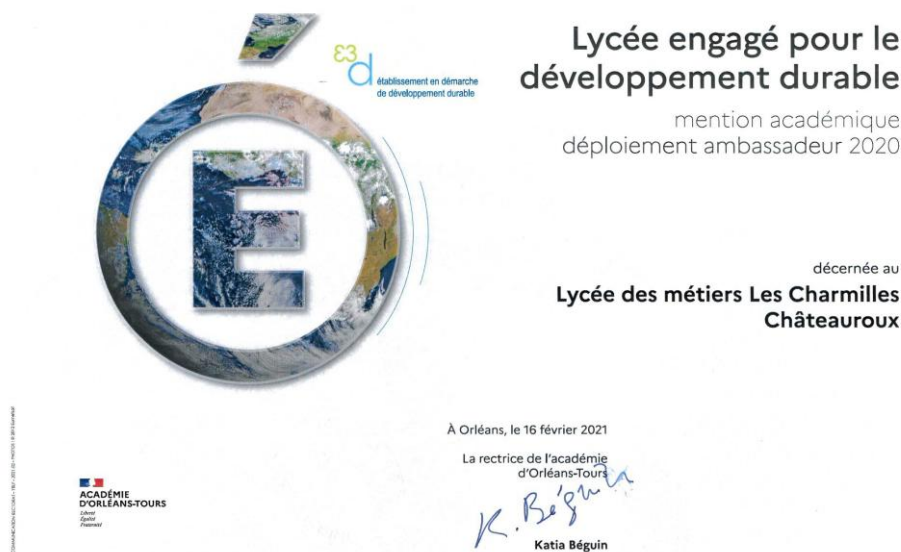 É
E
E3D
établissement en démarche
de développement durable
Lycée engagé pour le
développement durable
mention académique
déploiement ambassadeur 2020
décernée au
Lycée des métiers Les Charmilles
Châteauroux
À Orléans, le 16 février 2021
La rectrice de l'académie
d'Orléans-Tours
K. Béguin
Katia Béguin
ACADÉMIE
D'ORLÉANS-TOURS
Liberté
Égalité
Fraternité